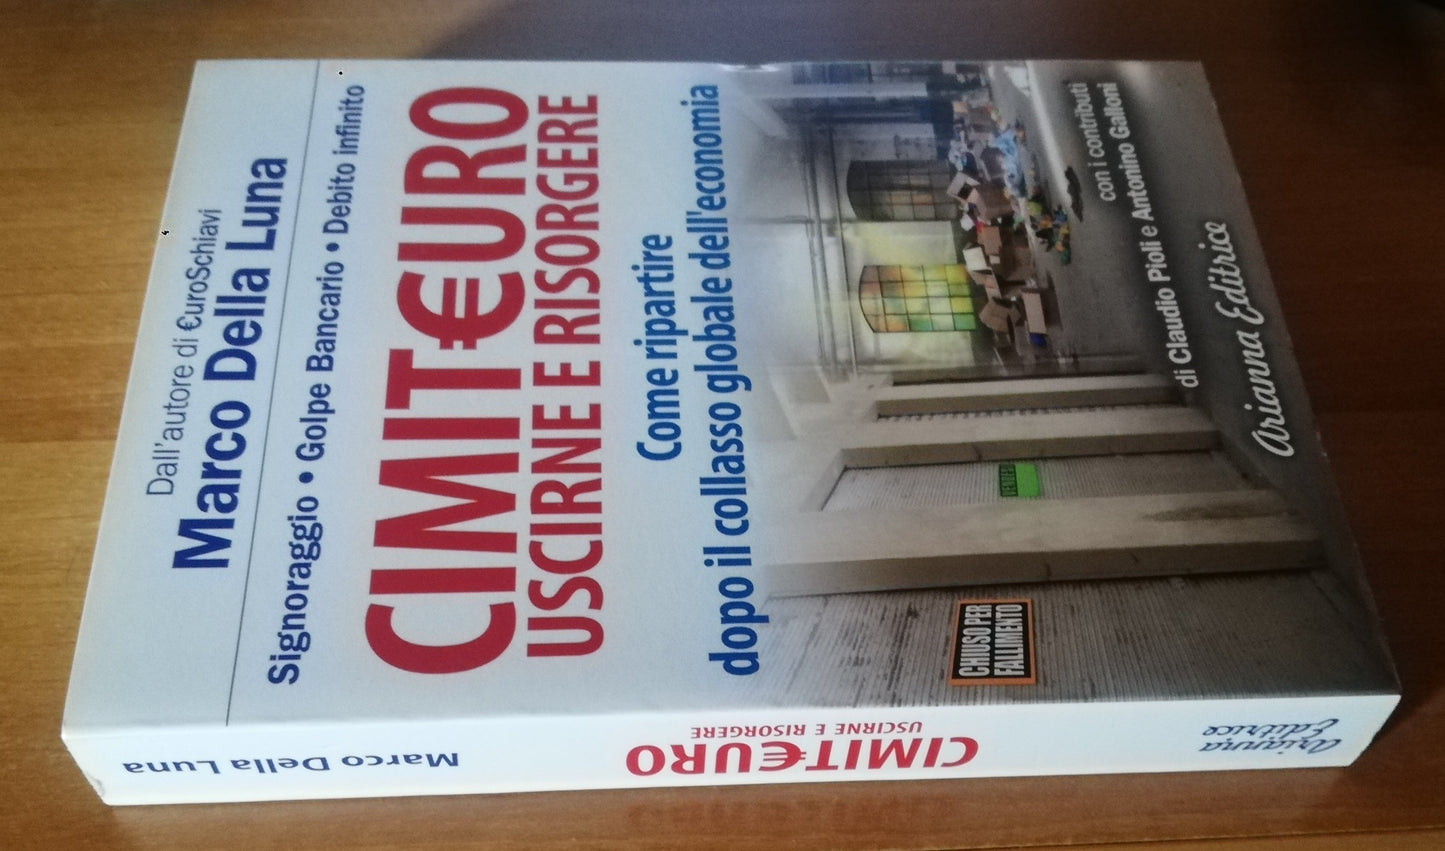 Dall'autore di €uroSchiavi
Marco Della Luna
Signoraggio • Golpe Bancario • Debito infinito
CIMIT€URO
USCIRNE E RISORGERE
Come ripartire
dopo il collasso globale dell'economia
VENDESI
CHIUSO PER
FALLIMENTO
con i contributi
di Claudio Pioli e Antonino Galloni
Arianna Editrice
Marco Della Luna
CIMIT€URO
USCIRNE E RISORGERE
Arianna
Editrice